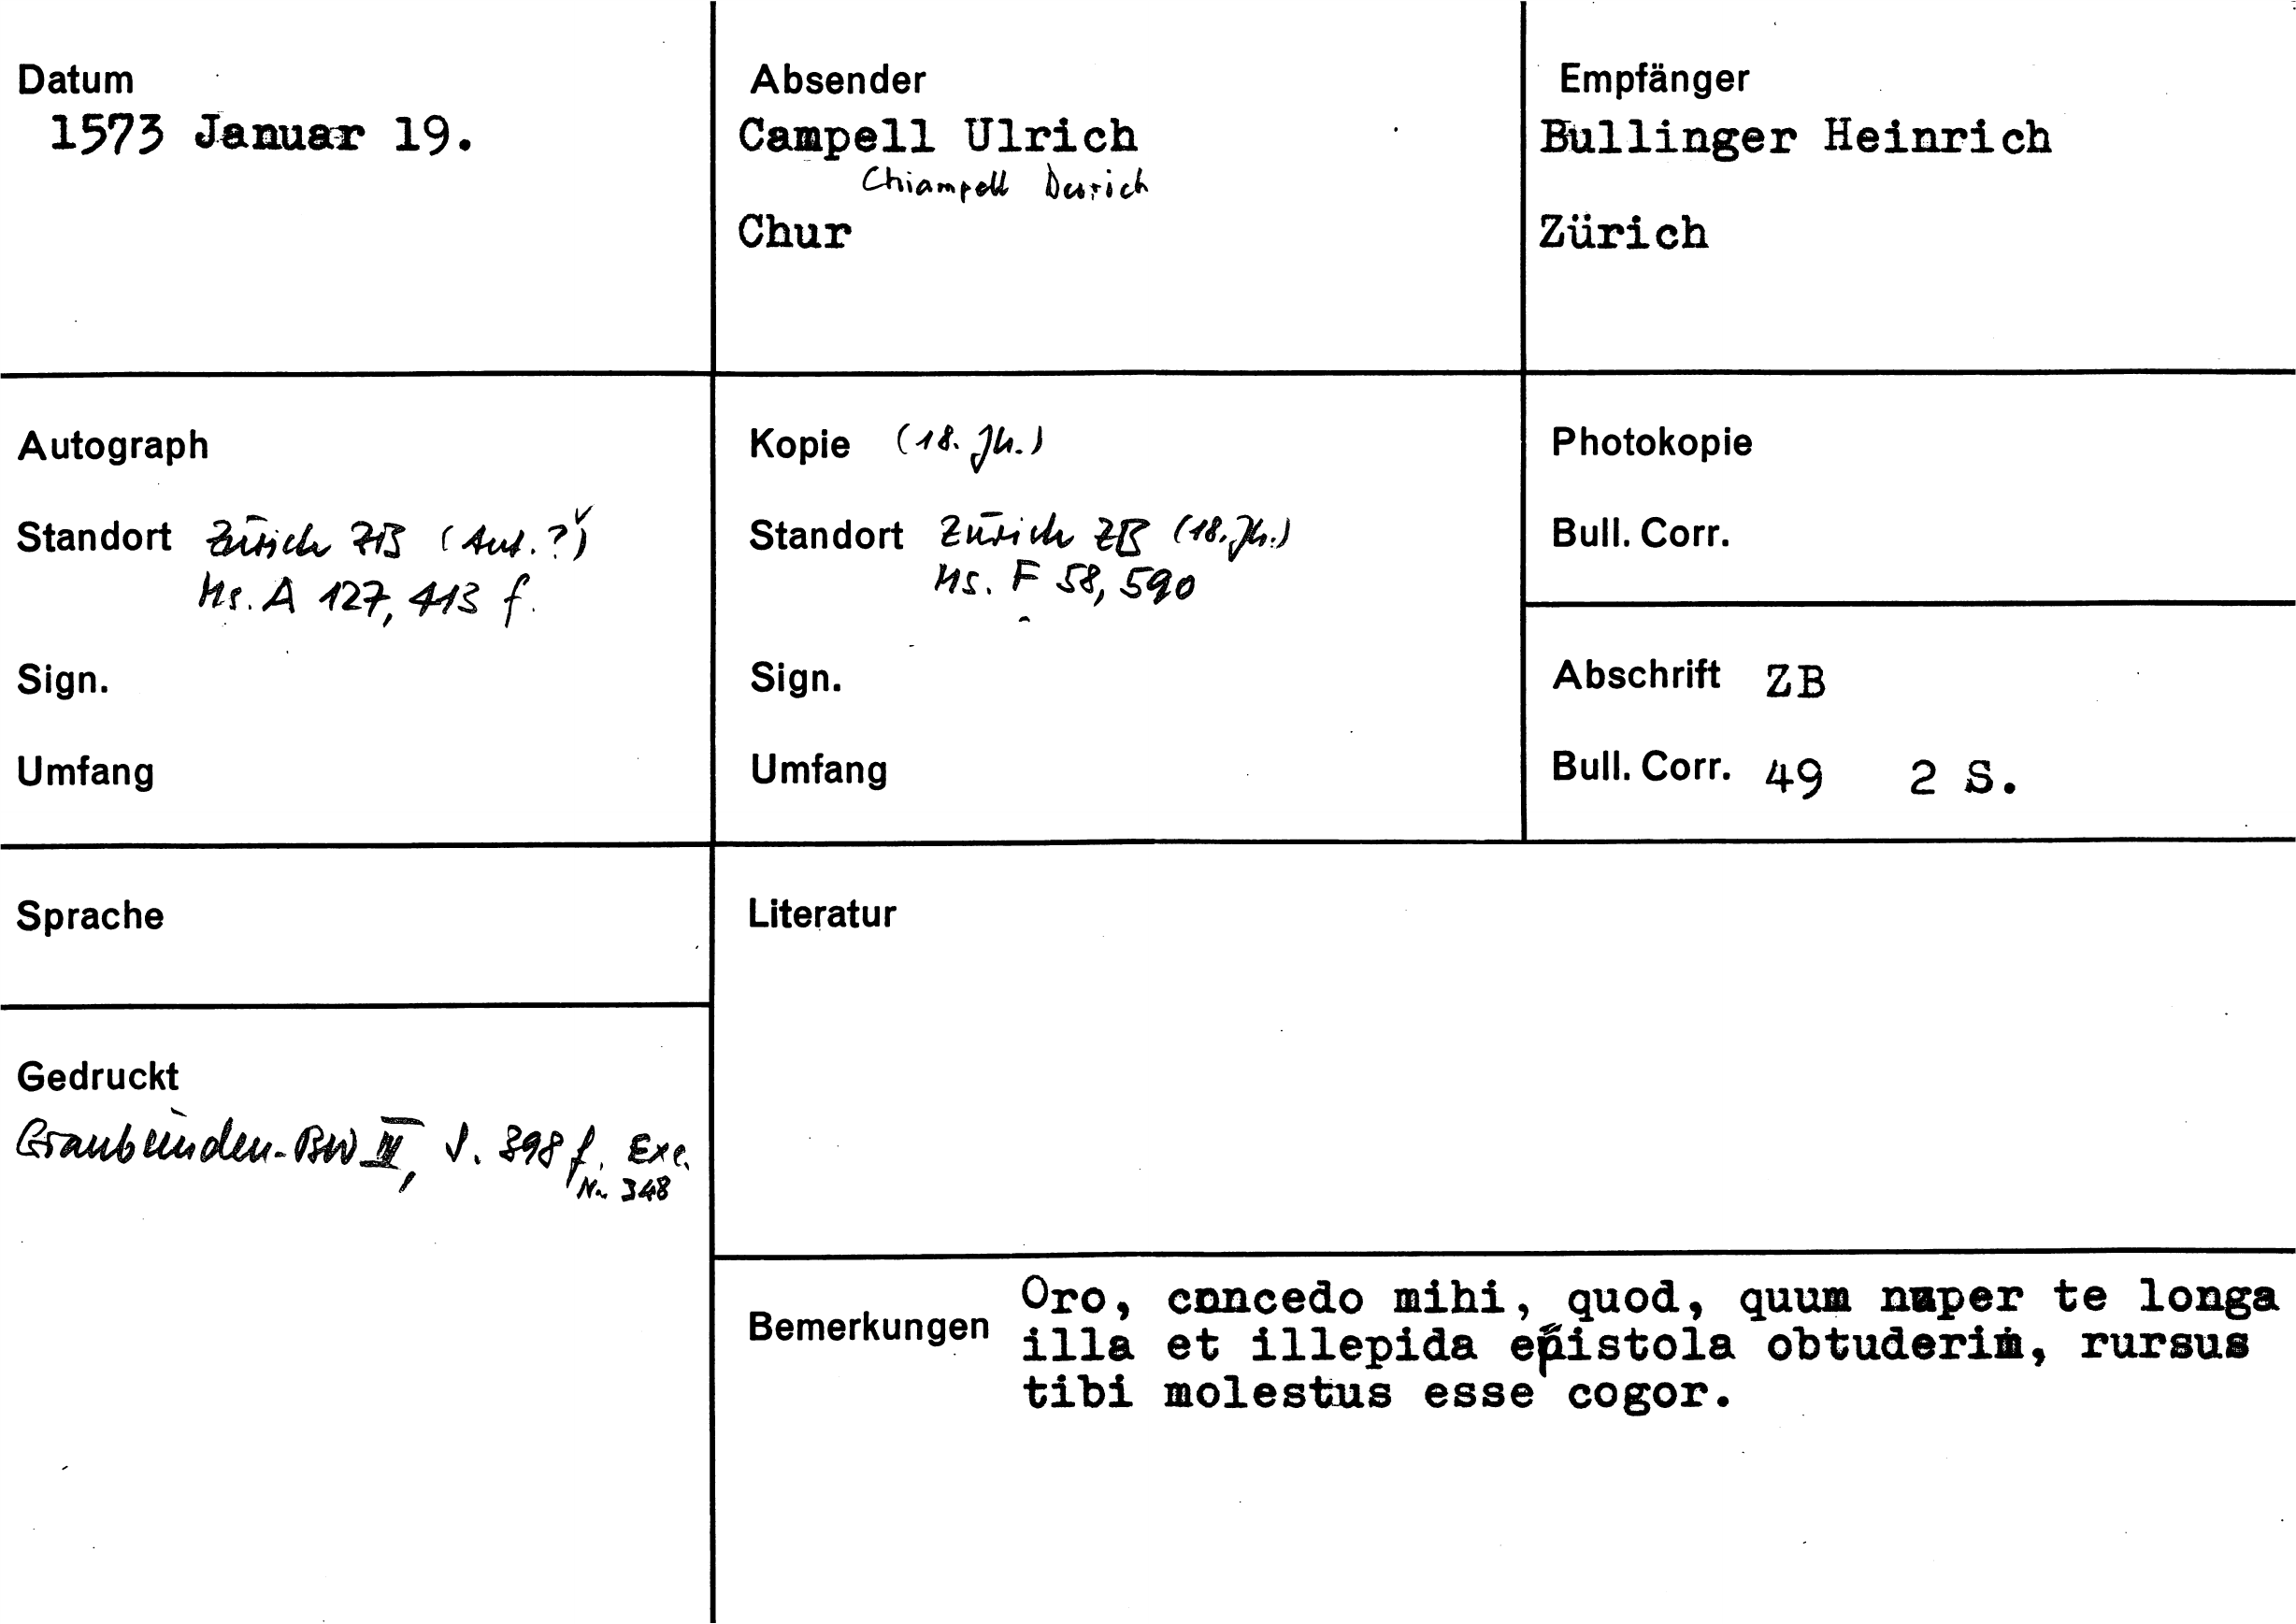 Datum
1573 Januar 19.
Absender
Campell Ulrich
Chiampell Durich
Chur
Empfänger
Bullinger Heinrich
Zürich
Autograph
Standort Zürich ZB (Aut.?)
Ms. A 127, 413 f.
Sign.
Umfang
Kopie (18. Jh.)
Standort Zürich ZB (18. Jh.)
Ms. F 58, 590
Sign.
Umfang
Photokopie
Bull. Corr.
Abschrift ZB
Bull. Corr. 49 2 S.
Sprache
Literatur
Gedruckt
Graubünden-BW III, S. 398 f. Exc.
Nr. 348
Bemerkungen
Oro, concedo mihi, quod, quum nuper te longa
illa et illepida epistola obtuderim, rursus
tibi molestus esse cogor.